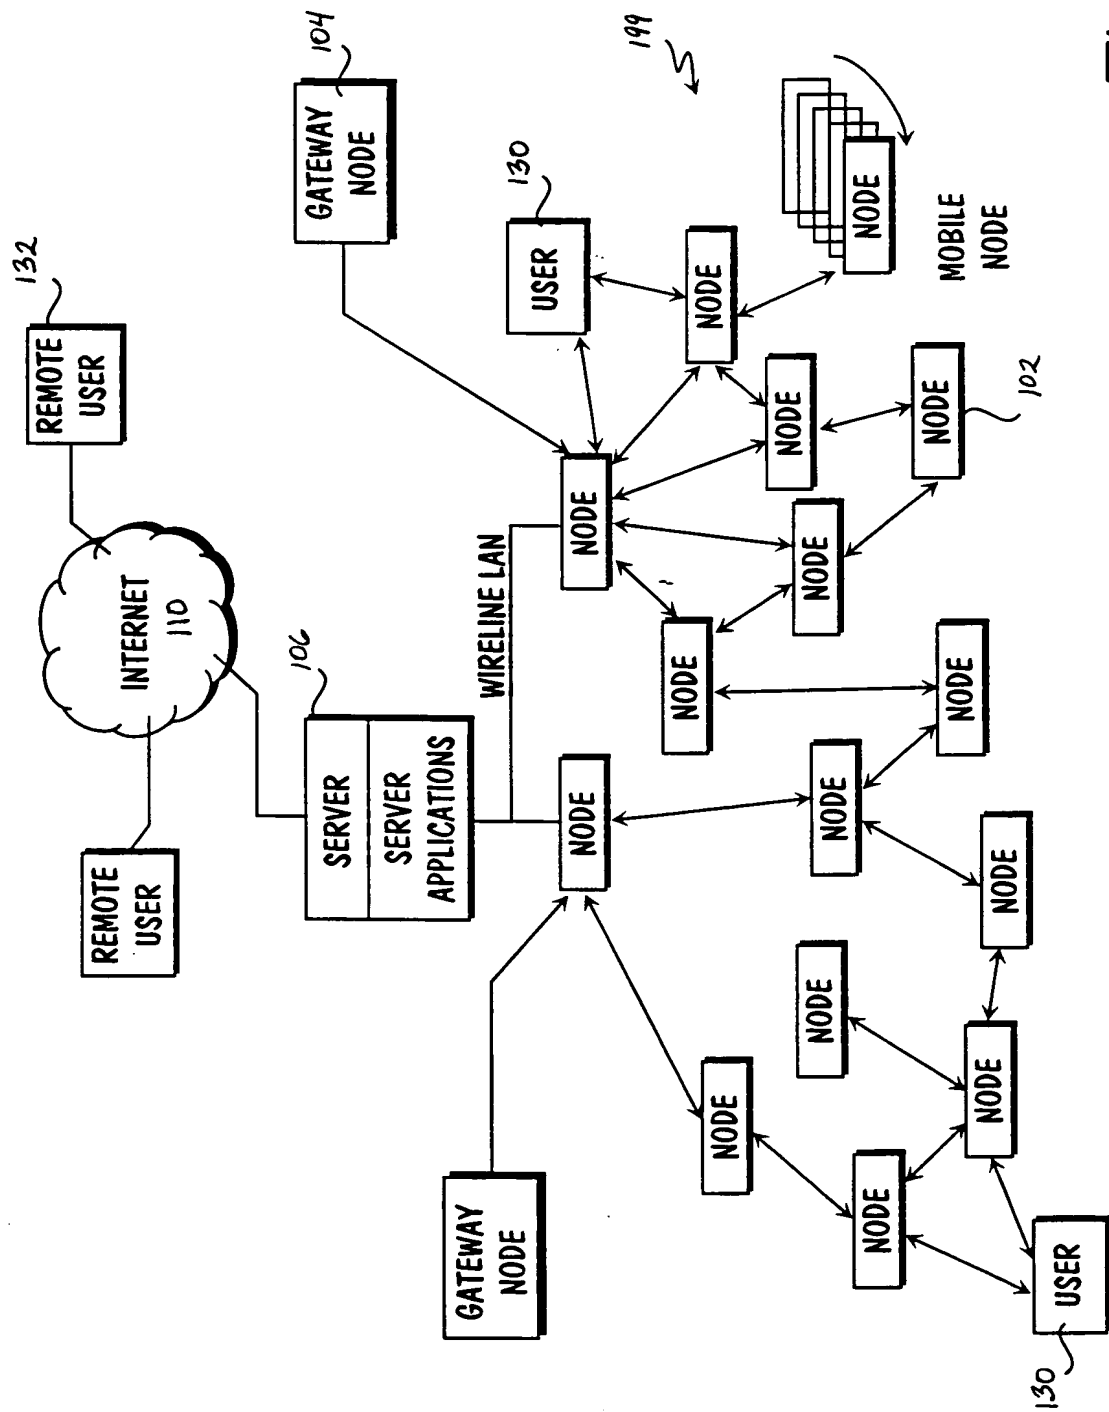 132
REMOTE
USER
INTERNET
110
REMOTE
USER
106
104
SERVER
SERVER
APPLICATIONS
GATEWAY
NODE
WIRELINE LAN
GATEWAY
NODE
130
USER
NODE
NODE
199
NODE
NODE
NODE
NODE
NODE
NODE
NODE
NODE
NODE
NODE
NODE
MOBILE
NODE
NODE
102
NODE
NODE
130
USER